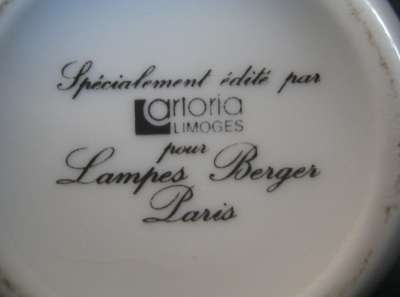 Spécialement édité par
artoria
LIMOGES
pour
Lampes Berger
Paris